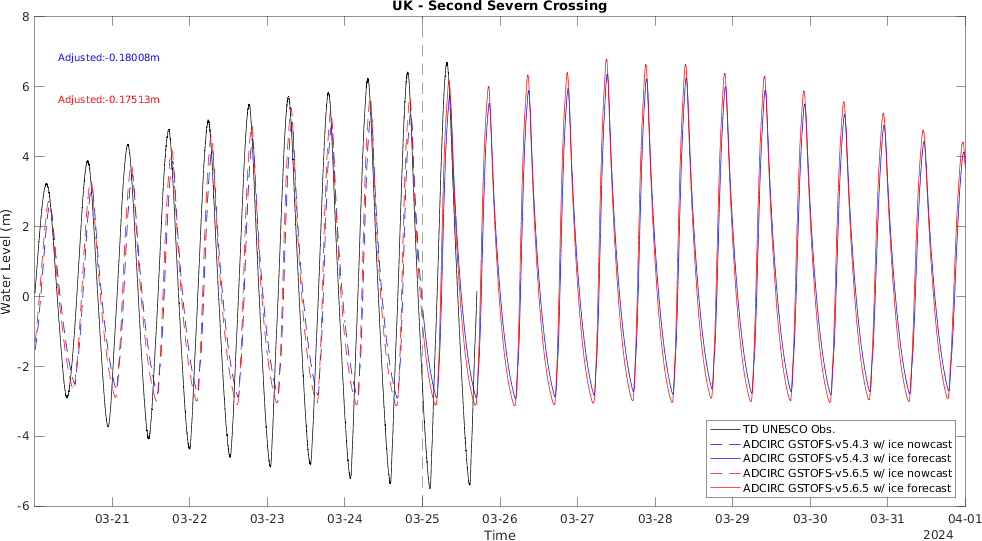 UK - Second Severn Crossing
Adjusted:-0.18008m
Adjusted:-0.17513m
Water Level (m)
8
6
4
2
0
-2
-4
-6
TD UNESCO Obs.
ADCIRC GSTOFS-v5.4.3 w/ ice nowcast
ADCIRC GSTOFS-v5.4.3 w/ ice forecast
ADCIRC GSTOFS-v5.6.5 w/ ice nowcast
ADCIRC GSTOFS-v5.6.5 w/ ice forecast
03-21 03-22 03-23 03-24 03-25 03-26 03-27 03-28 03-29 03-30 03-31 04-01
Time
2024